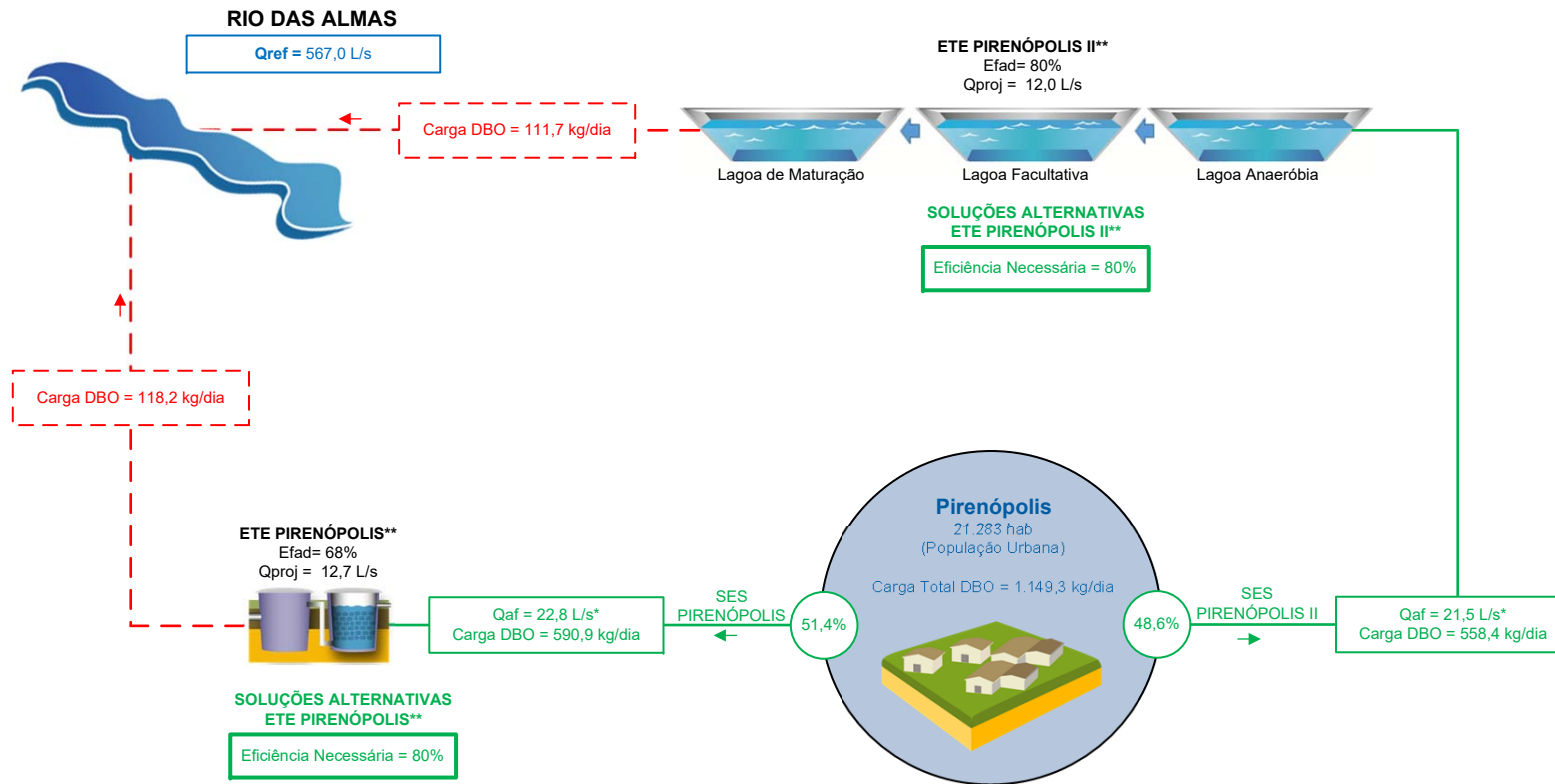 RIO DAS ALMAS
Qref = 567,0 L/s
ETE PIRENÓPOLIS II**
Efad= 80%
Qproj = 12,0 L/s
Carga DBO = 111,7 kg/dia
Lagoa de Maturação
Lagoa Facultativa
Lagoa Anaeróbia
SOLUÇÕES ALTERNATIVAS
ETE PIRENÓPOLIS II**
Eficiência Necessária = 80%
Carga DBO = 118,2 kg/dia
ETE PIRENÓPOLIS**
Efad= 68%
Qproj = 12,7 L/s
Qaf = 22,8 L/s*
Carga DBO = 590,9 kg/dia
SES
PIRENÓPOLIS
51,4%
Pirenópolis
21.283 hab
(População Urbana)
Carga Total DBO = 1.149,3 kg/dia
48,6%
SES
PIRENÓPOLIS II
Qaf = 21,5 L/s*
Carga DBO = 558,4 kg/dia
SOLUÇÕES ALTERNATIVAS
ETE PIRENÓPOLIS**
Eficiência Necessária = 80%